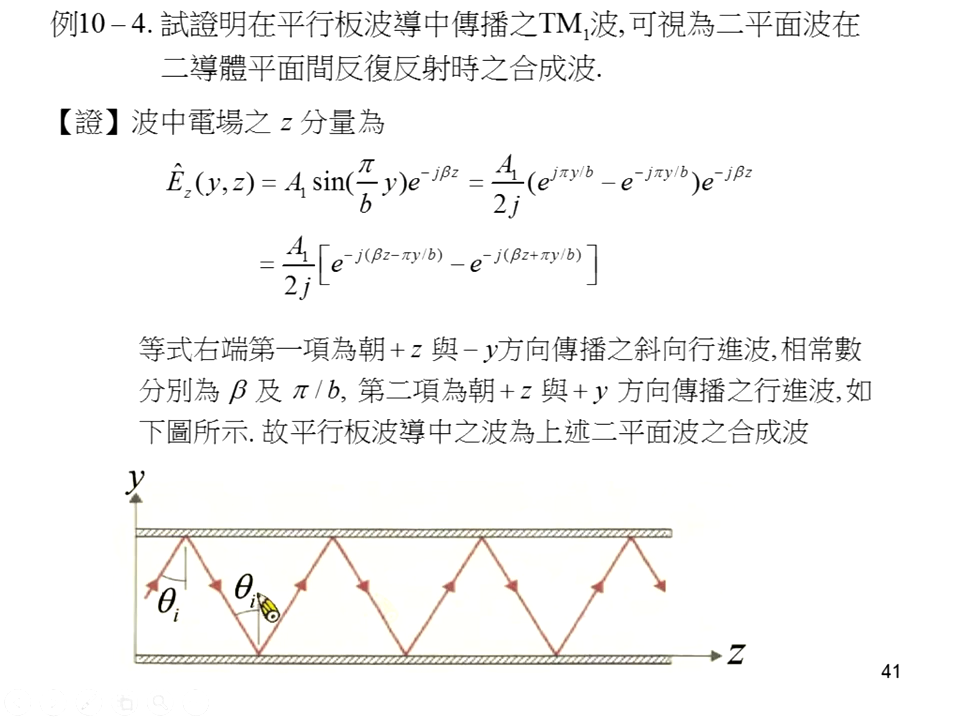 例10－4. 試證明在平行板波導中傳播之TM₁波, 可視為二平面波在
二導體平面間反復反射時之合成波.
【證】波中電場之 z 分量為
Ê_z (y, z) = A₁ sin(π/b y)e^{−jβz} = A₁/2j (e^{jπy/b} − e^{−jπy/b})e^{−jβz}
= A₁/2j [e^{−j(βz−πy/b)} − e^{−j(βz+πy/b)}]
等式右端第一項為朝＋z 與－y方向傳播之斜向行進波, 相常數
分別為 β 及 π / b, 第二項為朝＋z 與＋y 方向傳播之行進波, 如
下圖所示. 故平行板波導中之波為上述二平面波之合成波
y
θᵢ
θᵢ
z
41